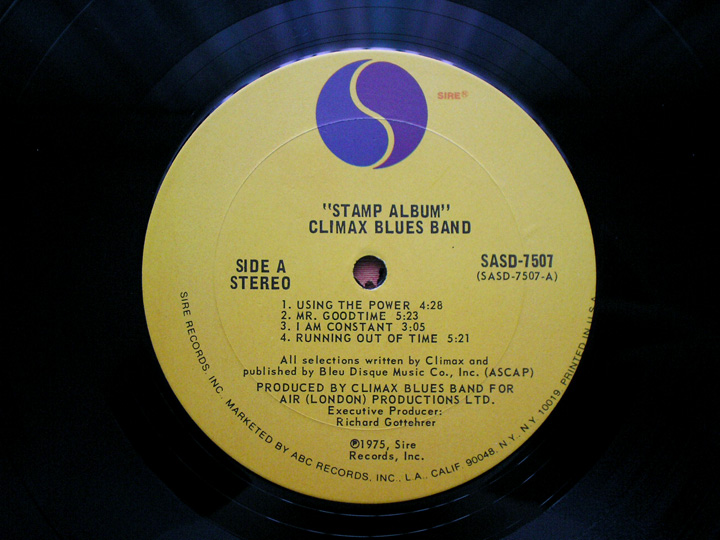 SIRE®
"STAMP ALBUM"
CLIMAX BLUES BAND
SIDE A
STEREO
SASD-7507
(SASD-7507-A)
1. USING THE POWER 4:28
2. MR. GOODTIME 5:23
3. I AM CONSTANT 3:05
4. RUNNING OUT OF TIME 5:21
All selections written by Climax and
published by Bleu Disque Music Co., Inc. (ASCAP)
PRODUCED BY CLIMAX BLUES BAND FOR
AIR (LONDON) PRODUCTIONS LTD.
Executive Producer:
Richard Gottehrer
℗1975, Sire
Records, Inc.
SIRE RECORDS, INC. MARKETED BY ABC RECORDS, INC., L.A., CALIF. 90048. N.Y., N.Y. 10019. PRINTED IN U.S.A.